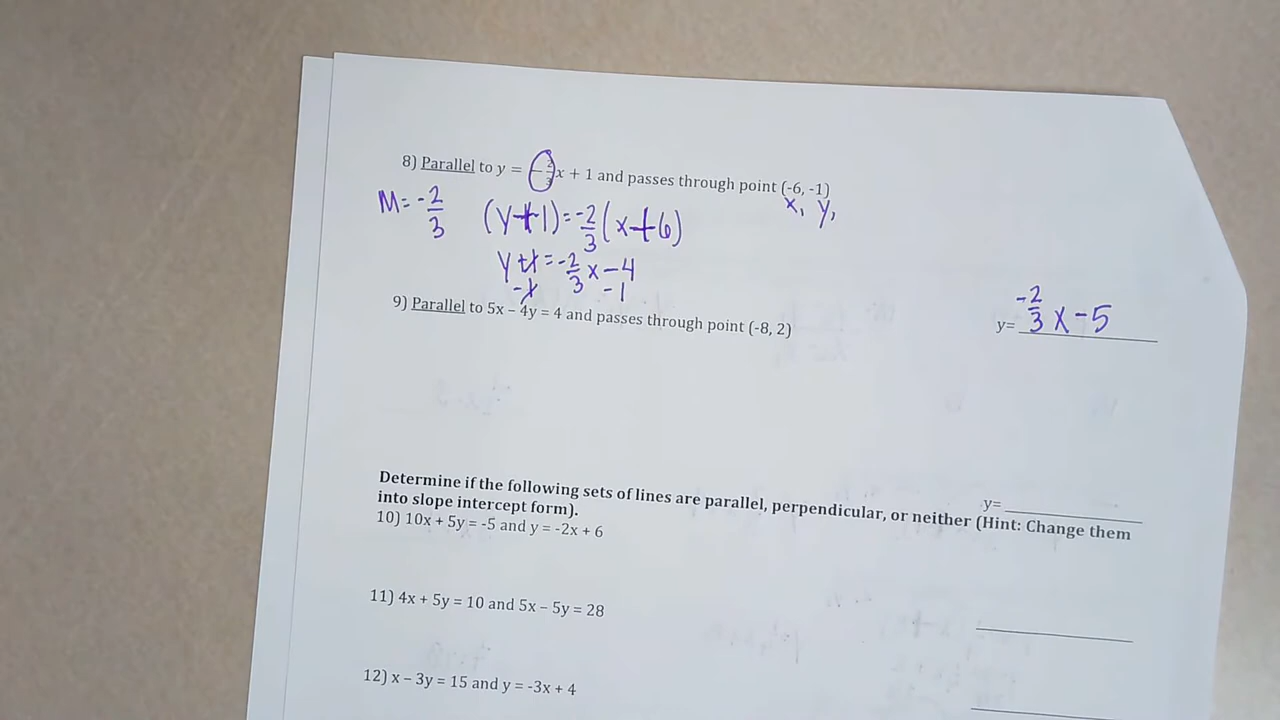 8) Parallel to y = -2/3x + 1 and passes through point (-6, -1)
x₁ y₁
M = -2/3 (y+1) = -2/3(x+6)
y+1 = -2/3x-4
-1 -1
9) Parallel to 5x – 4y = 4 and passes through point (-8, 2)
y= -2/3x-5
y=
Determine if the following sets of lines are parallel, perpendicular, or neither (Hint: Change them
into slope intercept form).
10) 10x + 5y = -5 and y = -2x + 6
11) 4x + 5y = 10 and 5x – 5y = 28
12) x – 3y = 15 and y = -3x + 4